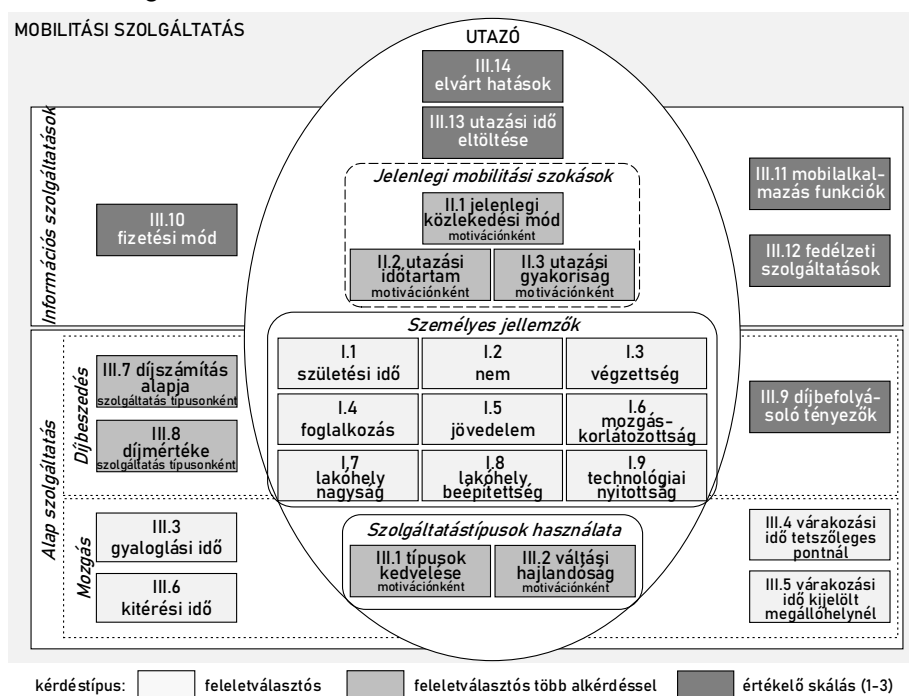 MOBILITÁSI SZOLGÁLTATÁS
UTAZÓ
III.14
elvárt hatások
III.13 utazási idő
eltöltése
Információs szolgáltatások
III.10
fizetési mód
Jelenlegi mobilitási szokások
II.1 jelenlegi
közlekedési mód
motivációnként
II.2 utazási
időtartam
motivációnként
II.3 utazási
gyakoriság
motivációnként
III.11 mobilalkal-
mazás funkciók
III.12 fedélzeti
szolgáltatások
Személyes jellemzők
I.1
születési idő
I.2
nem
I.3
végzettség
I.4
foglalkozás
I.5
jövedelem
I.6
mozgás-
korlátozottság
I.7
lakóhely
nagyság
I.8
lakóhely,
beépítettség
I.9
technológiai
nyitottság
Alap szolgáltatás
Díjbeszedés
III.7 díjszámítás
alapja
szolgáltatás típusonként
III.8
díjmértéke
szolgáltatás típusonként
III.9 díjbefolyá-
soló tényezők
Mozgás
III.3
gyaloglási idő
III.6
kitérési idő
Szolgáltatástípusok használata
III.1 típusok
kedvelése
motivációnként
III.2 váltási
hajlandóság
motivációnként
III.4 várakozási
idő tetszőleges
pontnál
III.5 várakozási
idő kijelölt
megállóhelynél
kérdéstípus:
feleletválasztós
feleletválasztós több alkérdéssel
értékelő skálás (1-3)